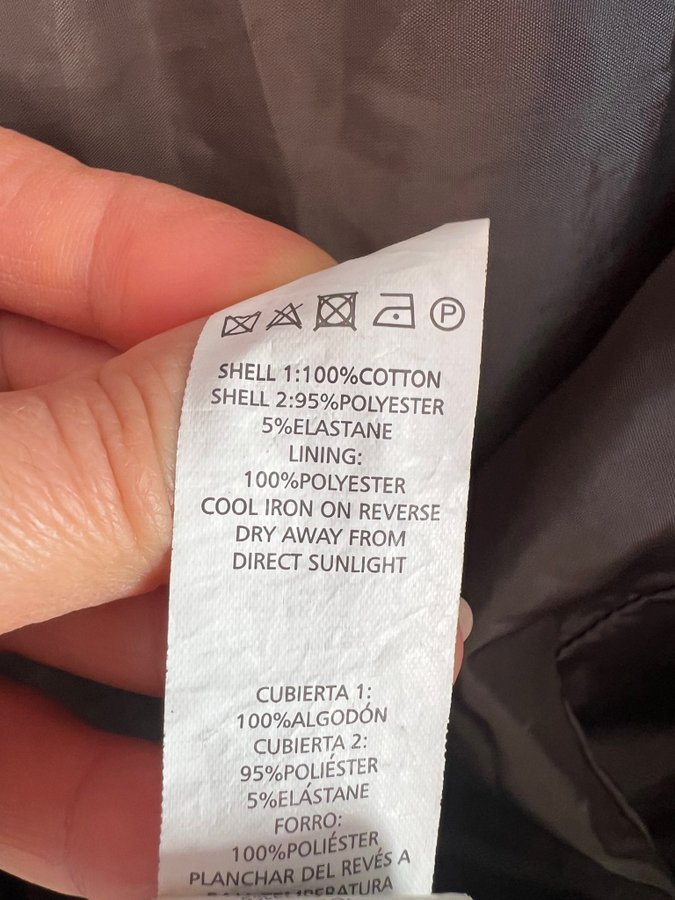 P
SHELL 1:100%COTTON
SHELL 2:95%POLYESTER
5%ELASTANE
LINING:
100%POLYESTER
COOL IRON ON REVERSE
DRY AWAY FROM
DIRECT SUNLIGHT
CUBIERTA 1:
100%ALGODÓN
CUBIERTA 2:
95%POLIÉSTER
5%ELÁSTANE
FORRO:
100%POLIÉSTER
PLANCHAR DEL REVÉS A
TEMPERATURA